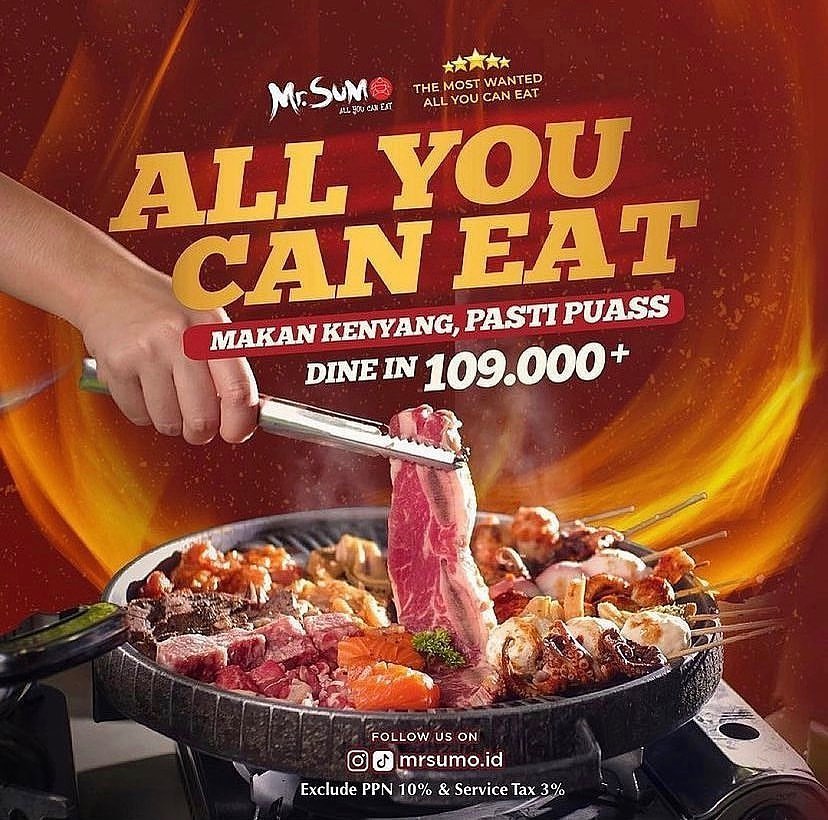 Mr. SUMO
ALL YOU CAN EAT
THE MOST WANTED
ALL YOU CAN EAT
ALL YOU
CAN EAT
MAKAN KENYANG, PASTI PUASS
DINE IN 109.000+
FOLLOW US ON
mrsumo.id
Exclude PPN 10% & Service Tax 3%